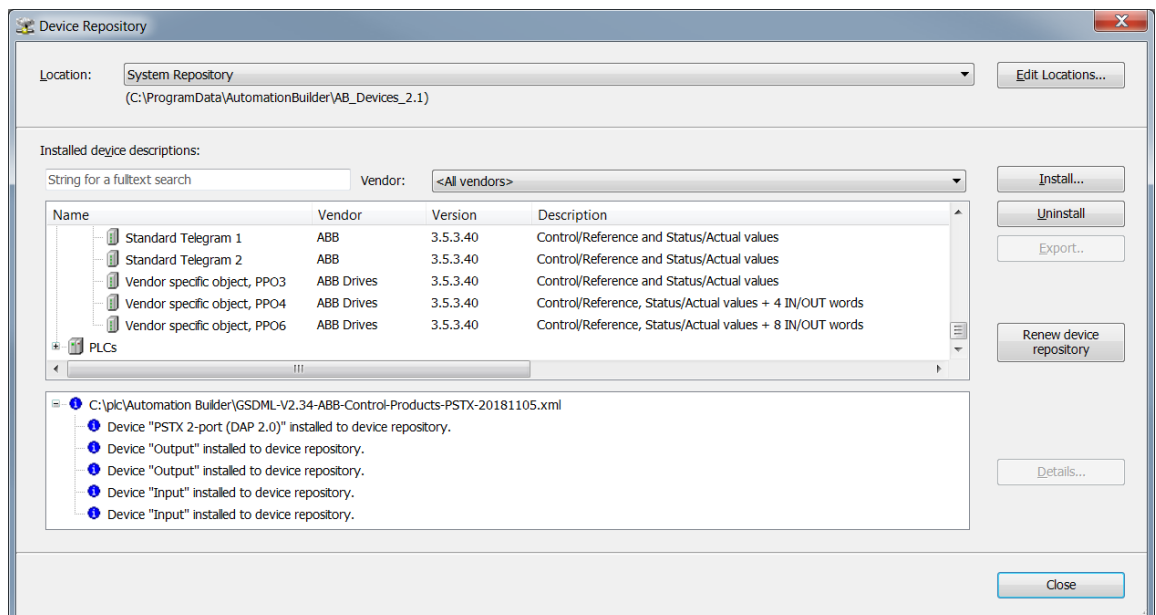 Device Repository
Location: System Repository Edit Locations...
(C:\ProgramData\AutomationBuilder\AB_Devices_2.1)
Installed device descriptions:
String for a fulltext search Vendor: <All vendors> Install...
Name Vendor Version Description Uninstall
Standard Telegram 1 ABB 3.5.3.40 Control/Reference and Status/Actual values
Standard Telegram 2 ABB 3.5.3.40 Control/Reference and Status/Actual values Export..
Vendor specific object, PPO3 ABB Drives 3.5.3.40 Control/Reference and Status/Actual values
Vendor specific object, PPO4 ABB Drives 3.5.3.40 Control/Reference, Status/Actual values + 4 IN/OUT words
Vendor specific object, PPO6 ABB Drives 3.5.3.40 Control/Reference, Status/Actual values + 8 IN/OUT words
PLCs
Renew device
repository
C:\plc\Automation Builder\GSDML-V2.34-ABB-Control-Products-PSTX-20181105.xml
Device "PSTX 2-port (DAP 2.0)" installed to device repository.
Device "Output" installed to device repository.
Device "Output" installed to device repository. Details...
Device "Input" installed to device repository.
Device "Input" installed to device repository.
Close